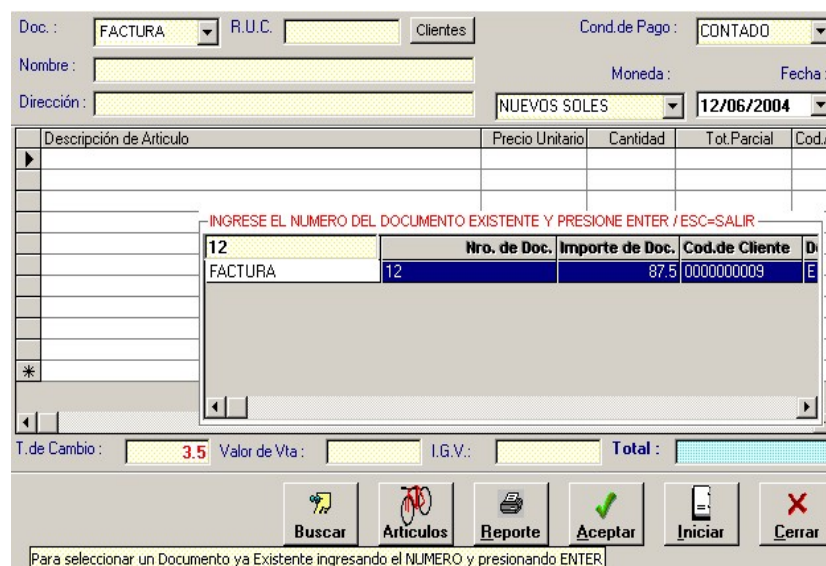 Doc. : FACTURA R.U.C. Clientes Cond.de Pago : CONTADO
Nombre : Moneda : Fecha :
Dirección : NUEVOS SOLES 12/06/2004
Descripción de Articulo Precio Unitario Cantidad Tot.Parcial Cod.
INGRESE EL NUMERO DEL DOCUMENTO EXISTENTE Y PRESIONE ENTER / ESC=SALIR
12 Nro. de Doc. Importe de Doc. Cod.de Cliente D
FACTURA 12 87.5 0000000009 E
T.de Cambio : 3.5 Valor de Vta : I.G.V.: Total :
Buscar Articulos Reporte Aceptar Iniciar Cerrar
Para seleccionar un Documento ya Existente ingresando el NUMERO y presionando ENTER